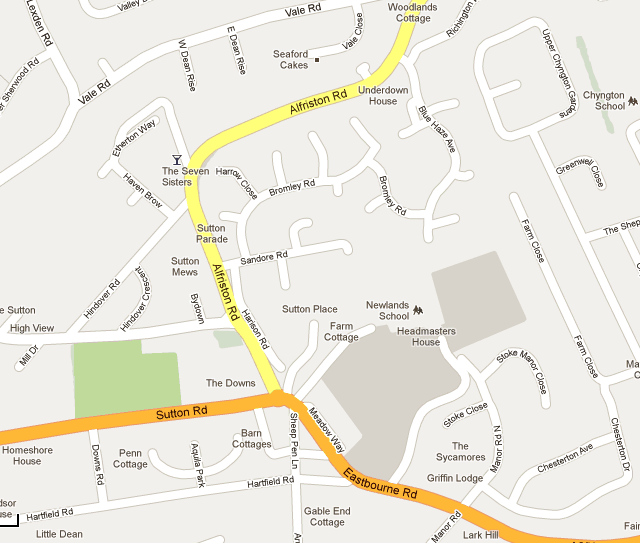 Lexden Rd
Valley
Vale Rd
Vale Close
Woodlands
Cottage
Richington
Upper Chyngton Gardens
W Dean Rise
E Dean Rise
Seaford
Cakes
Sherwood Rd
Vale Rd
Alfriston Rd
Underdown
House
Blue Haze Ave
Chyngton
School
Etherton Way
The Seven
Sisters
Harrow Close
Haven Brow
Bromley Rd
Bromley Rd
Greenwell Close
Farm Close
The Shep
Sutton
Parade
Sutton
Mews
Sandore Rd
Alfriston Rd
Hindover Rd
Hindover Crescent
Bydown
Hanson Rd
Sutton Place
Newlands
School
Farm
Cottage
Headmasters
House
e Sutton
High View
Mill Dr
Stoke Manor Close
Farm Close
Ma
C
The Downs
Sutton Rd
Stoke Close
Meadow Way
Sheep Pen Ln
Barn
Cottages
N Manor Rd
Chesterton Dr
Homeshore
House
Downs Rd
Penn
Cottage
Aquila Park
The
Sycamores
Chesterton Ave
Griffin Lodge
Eastbourne Rd
Hartfield Rd
Hartfield Rd
dsor
use
Gable End
Cottage
Little Dean
Manor Rd
Lark Hill
Fair